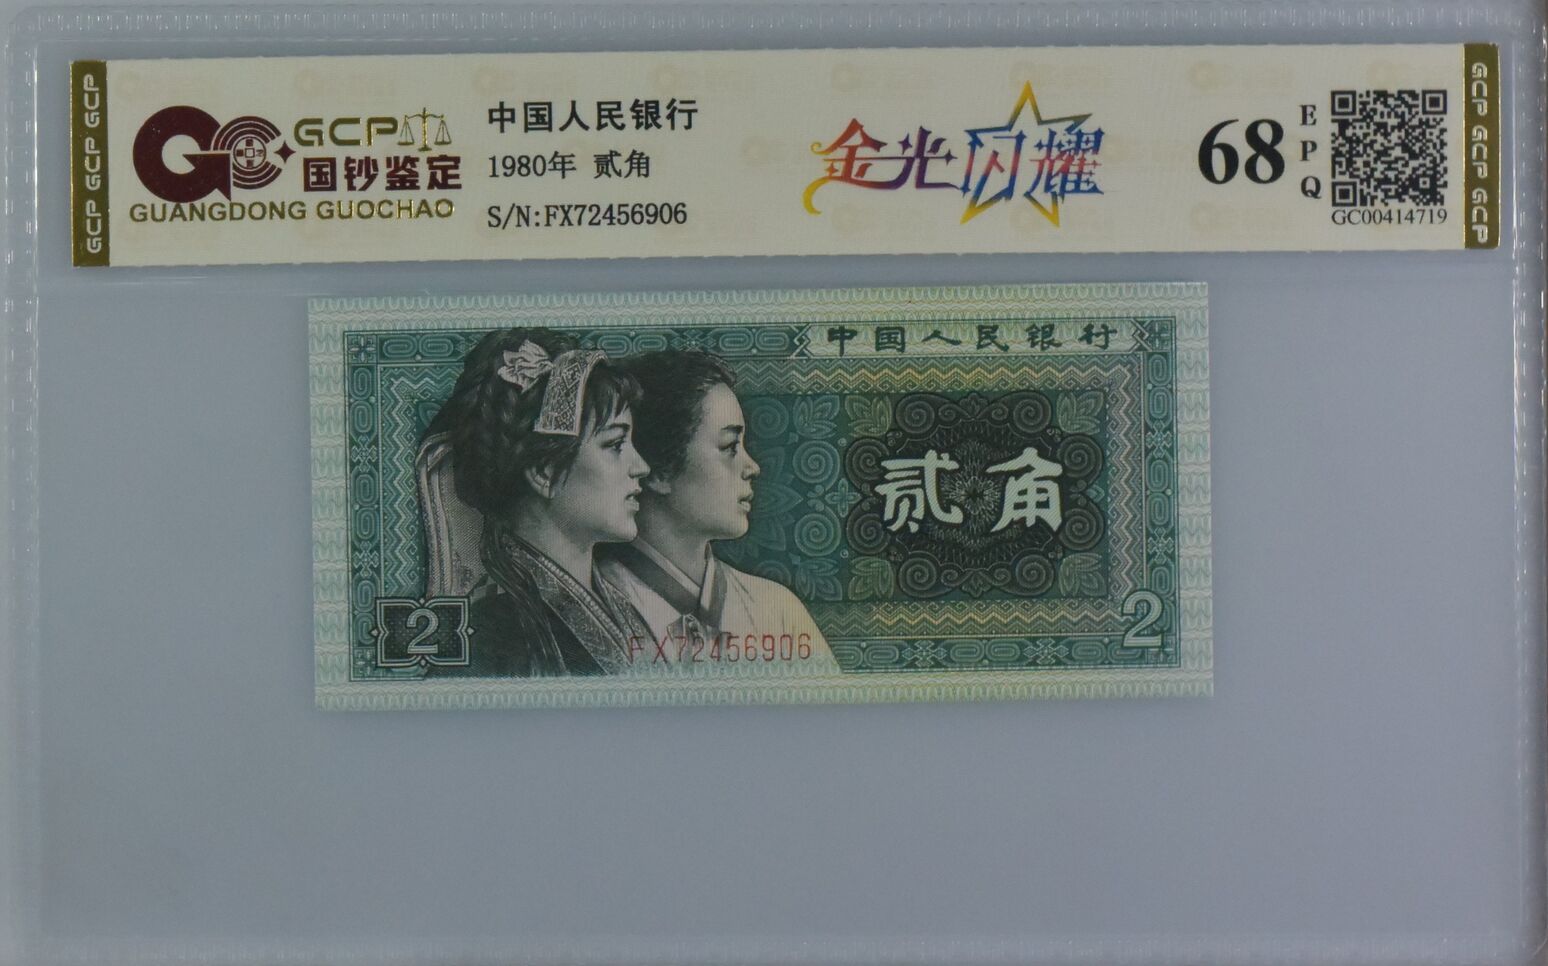 GCP
国钞鉴定
GUANGDONG GUOCHAO
中国人民银行
1980年 贰角
S/N:FX72456906
金光闪耀
68
EPQ
GC00414719
GCP GCP GCP
GCP GCP GCP
中国人民银行
贰角
2
2
FX72456906